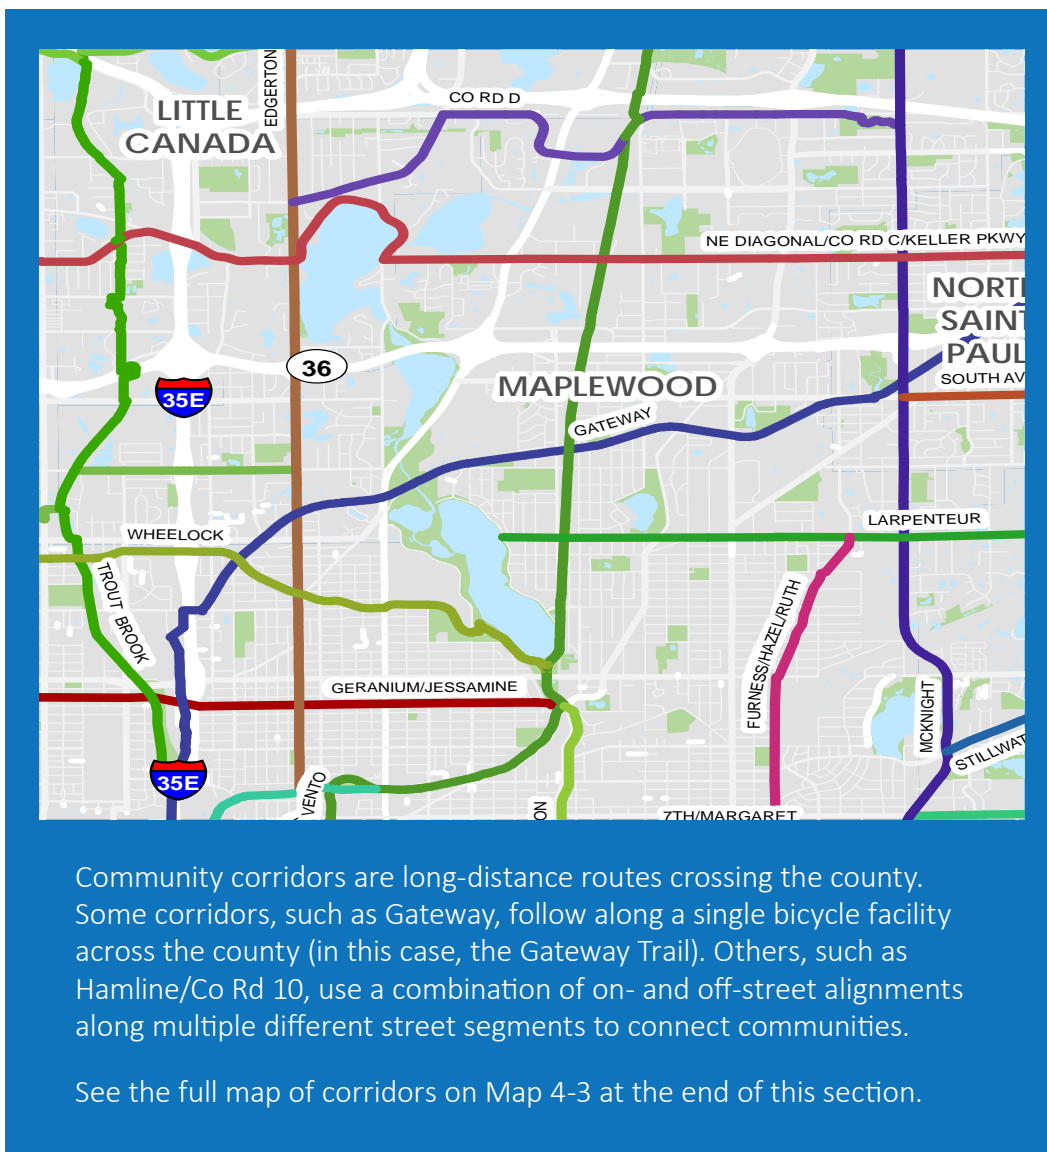 EDGERTON
CO RD D
LITTLE
CANADA
NE DIAGONAL/CO RD C/KELLER PKWY
NORTH
SAINT
PAUL
36
35E
MAPLEWOOD
SOUTH AV
GATEWAY
LARPENTEUR
WHEELOCK
TROUT BROOK
FURNESS/HAZEL/RUTH
GERANIUM/JESSAMINE
MCKNIGHT
STILLWAT
35E
VENTO
ON
7TH/MARGARET
Community corridors are long-distance routes crossing the county.
Some corridors, such as Gateway, follow along a single bicycle facility
across the county (in this case, the Gateway Trail). Others, such as
Hamline/Co Rd 10, use a combination of on- and off-street alignments
along multiple different street segments to connect communities.
See the full map of corridors on Map 4-3 at the end of this section.